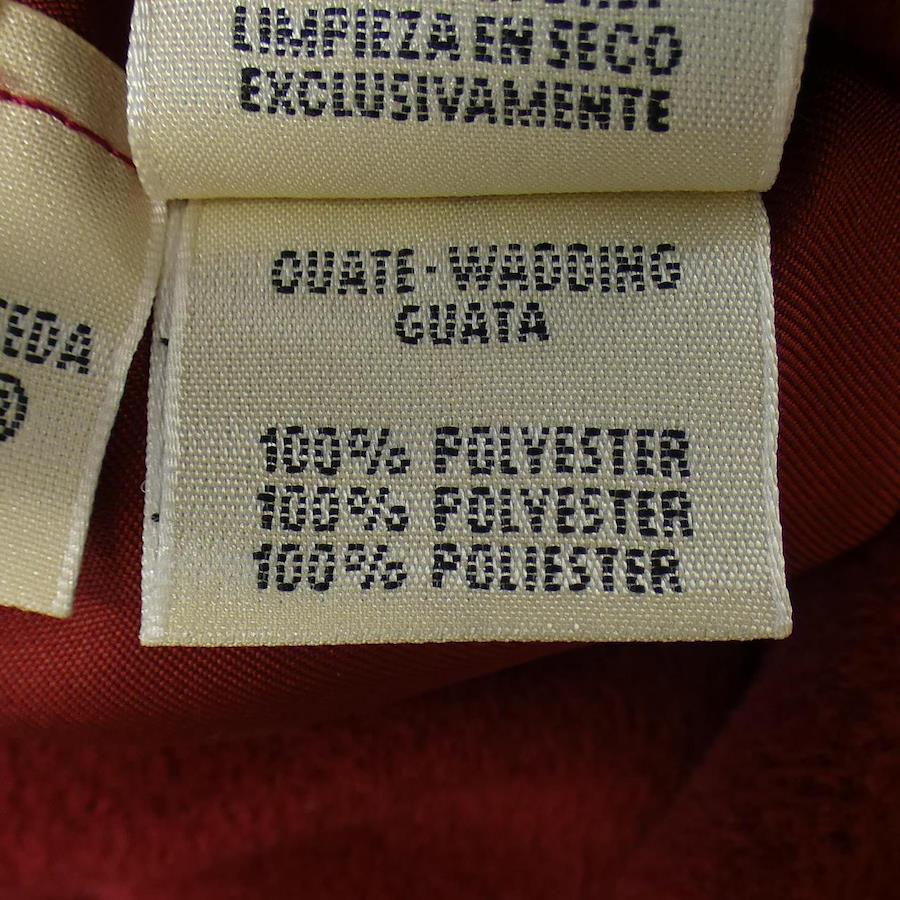 LIMPIEZA EN SECO
EXCLUSIVAMENTE
OUATE · WADDING
GUATA
100% POLYESTER
100% POLYESTER
100% POLIESTER